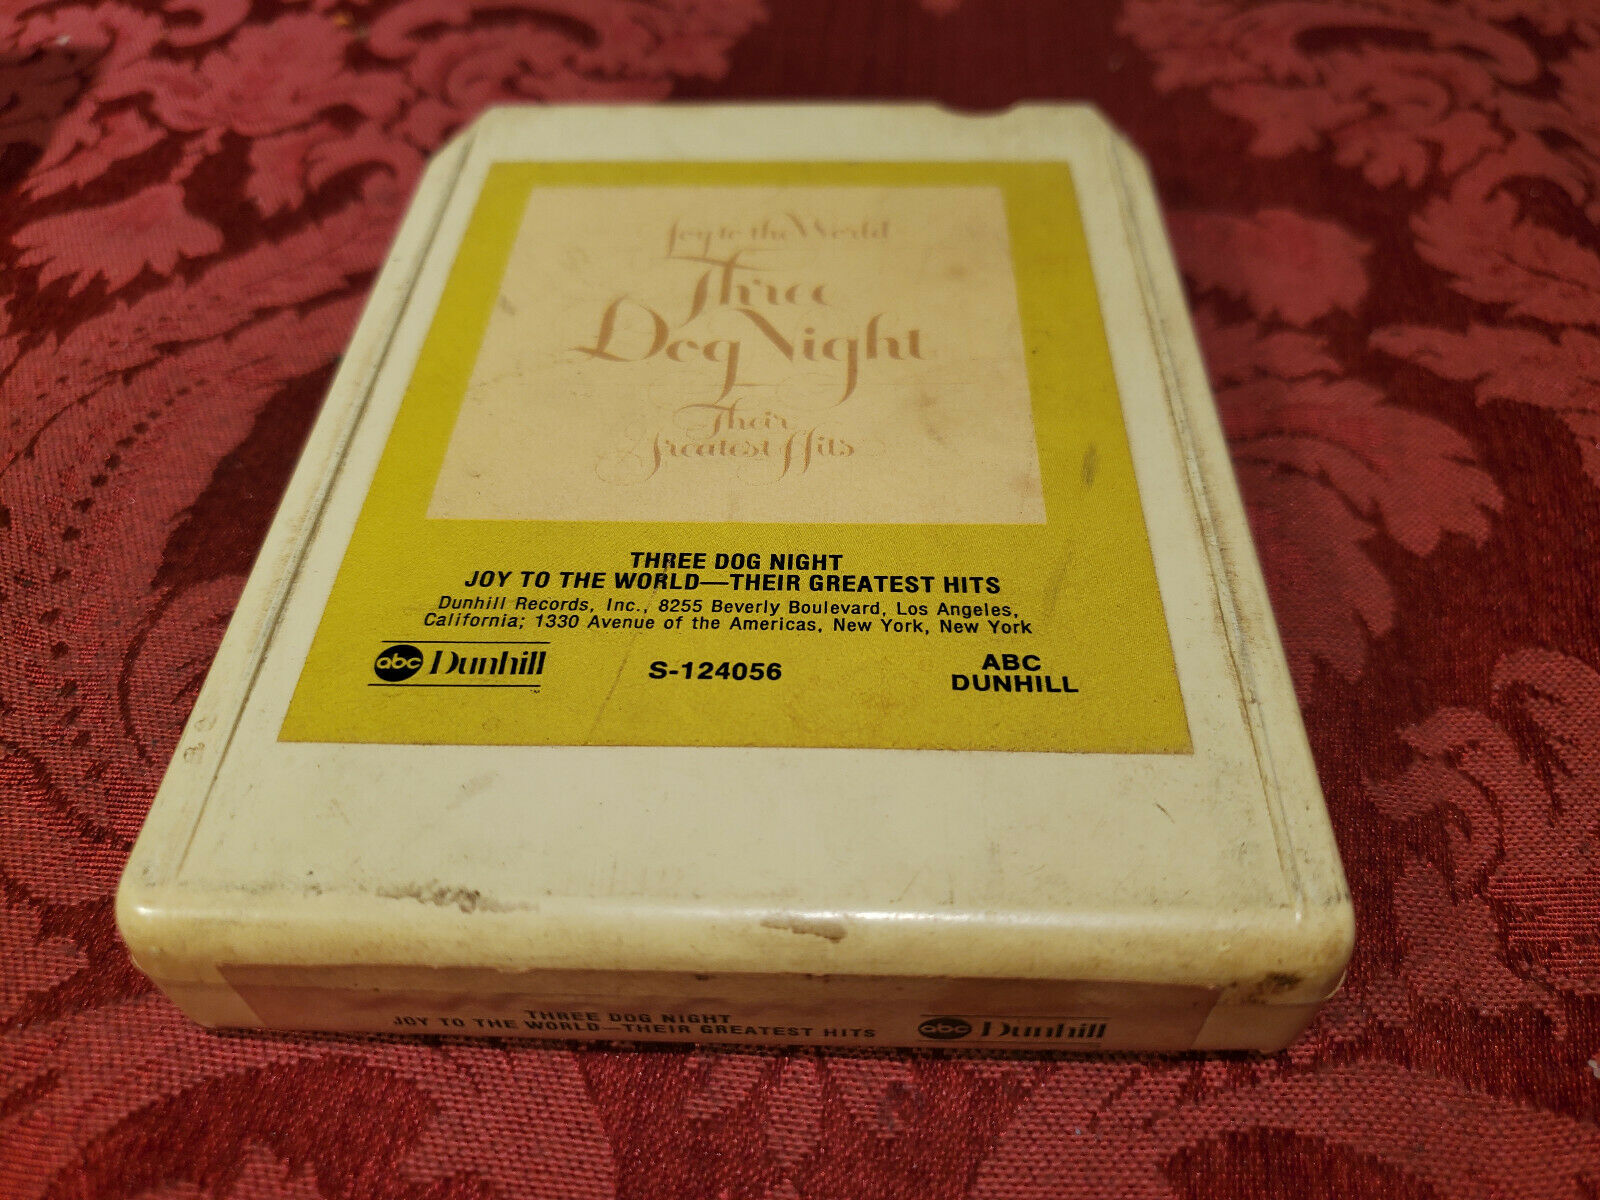 Joy to the World
Three
Dog Night
Their
Greatest Hits
THREE DOG NIGHT
JOY TO THE WORLD—THEIR GREATEST HITS
Dunhill Records, Inc., 8255 Beverly Boulevard, Los Angeles,
California; 1330 Avenue of the Americas, New York, New York
abc Dunhill™
S-124056
ABC
DUNHILL
THREE DOG NIGHT
JOY TO THE WORLD—THEIR GREATEST HITS
abc Dunhill